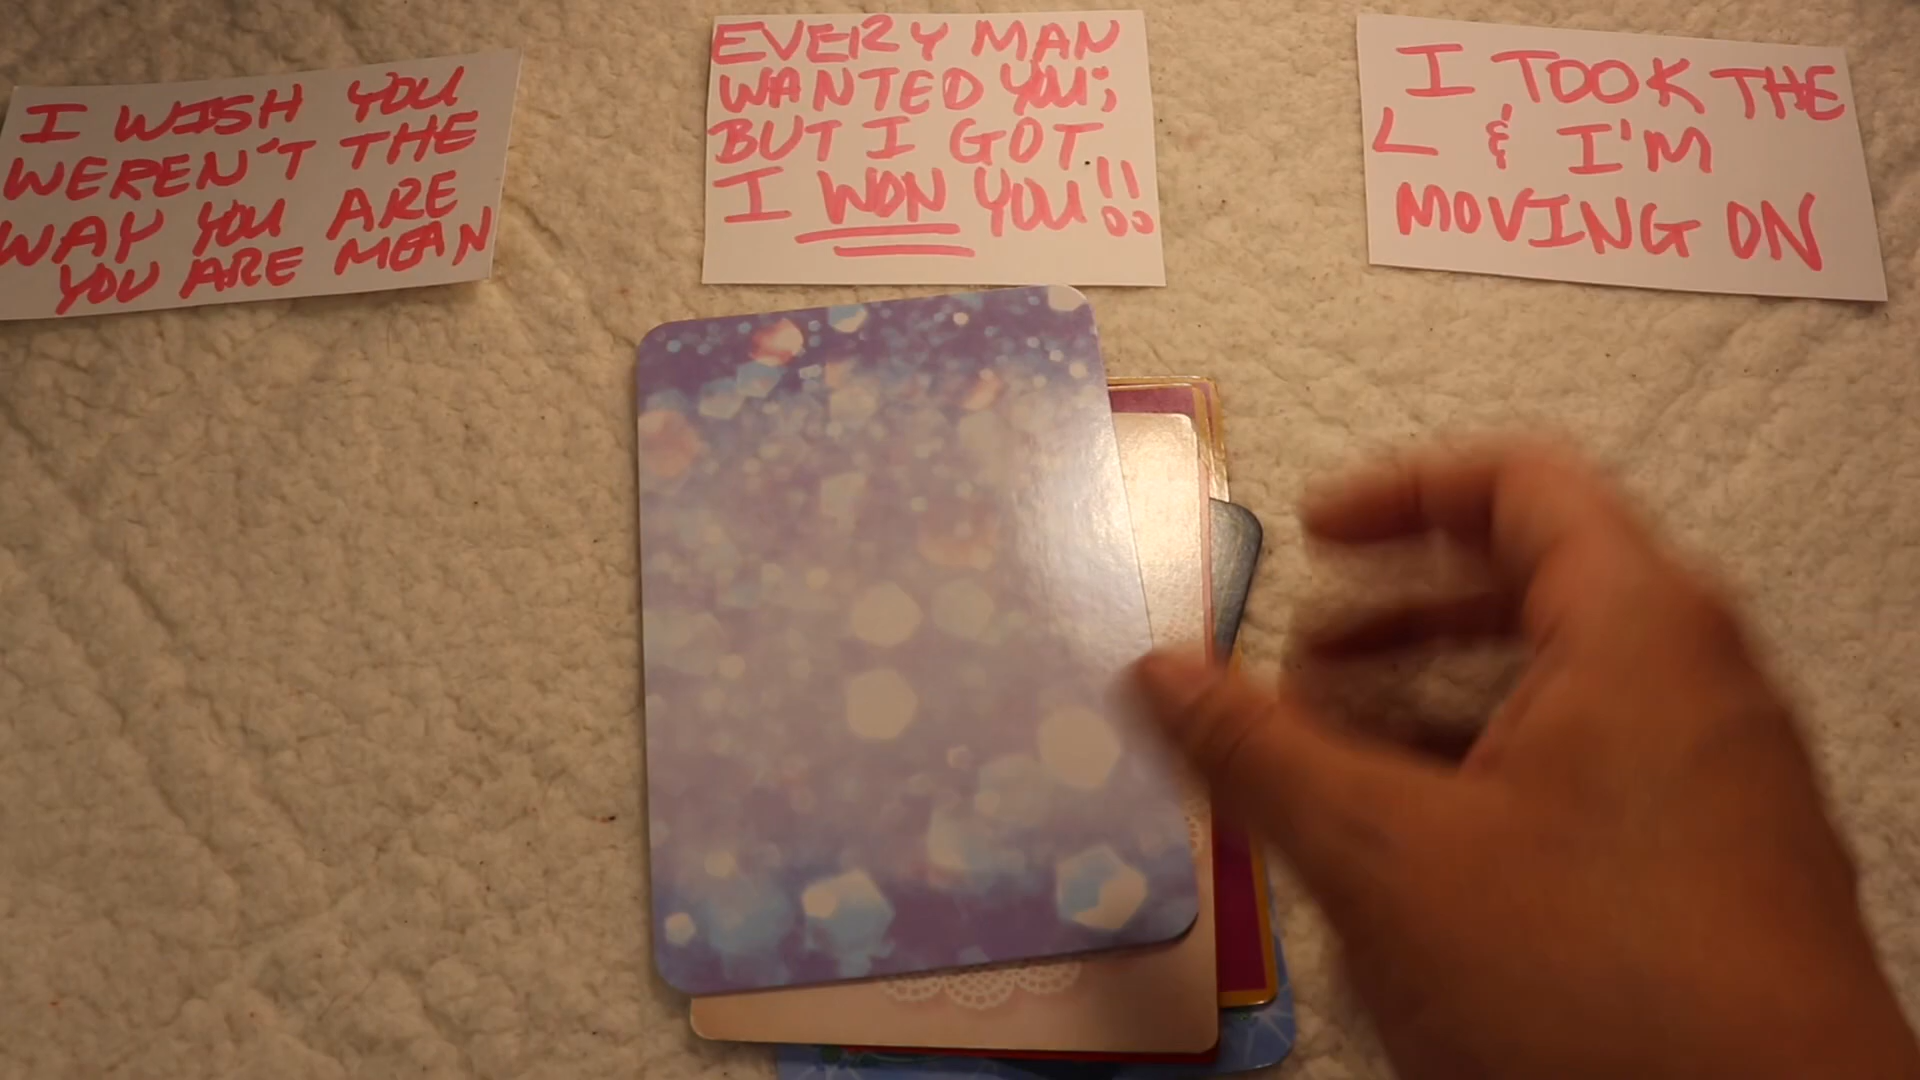 I WISH YOU
WEREN'T THE
WAY YOU ARE
YOU ARE MEAN
EVERY MAN
WANTED YOU;
BUT I GOT
I WON YOU!!
I TOOK THE
L & I'M
MOVING ON